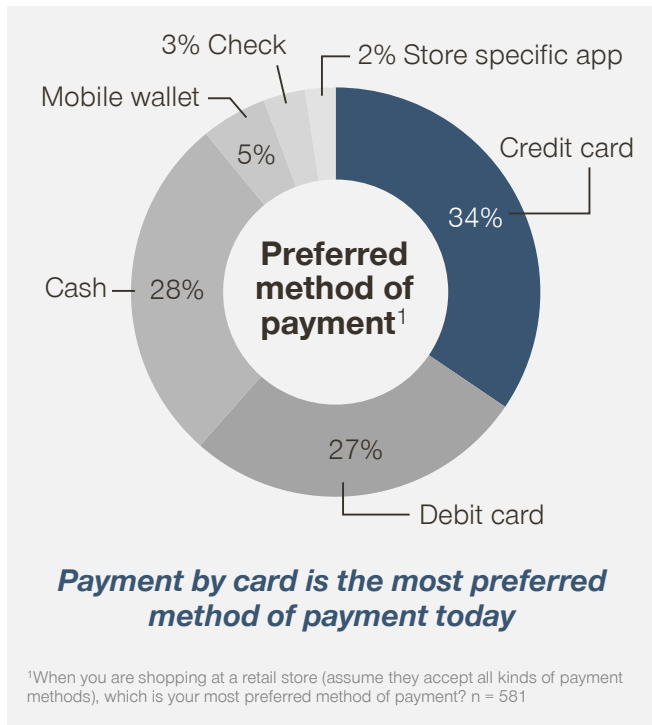 3% Check
2% Store specific app
Mobile wallet
5%
Credit card
34%
Preferred
method of
payment1
Cash
28%
27%
Debit card
Payment by card is the most preferred
method of payment today
1When you are shopping at a retail store (assume they accept all kinds of payment
methods), which is your most preferred method of payment? n = 581